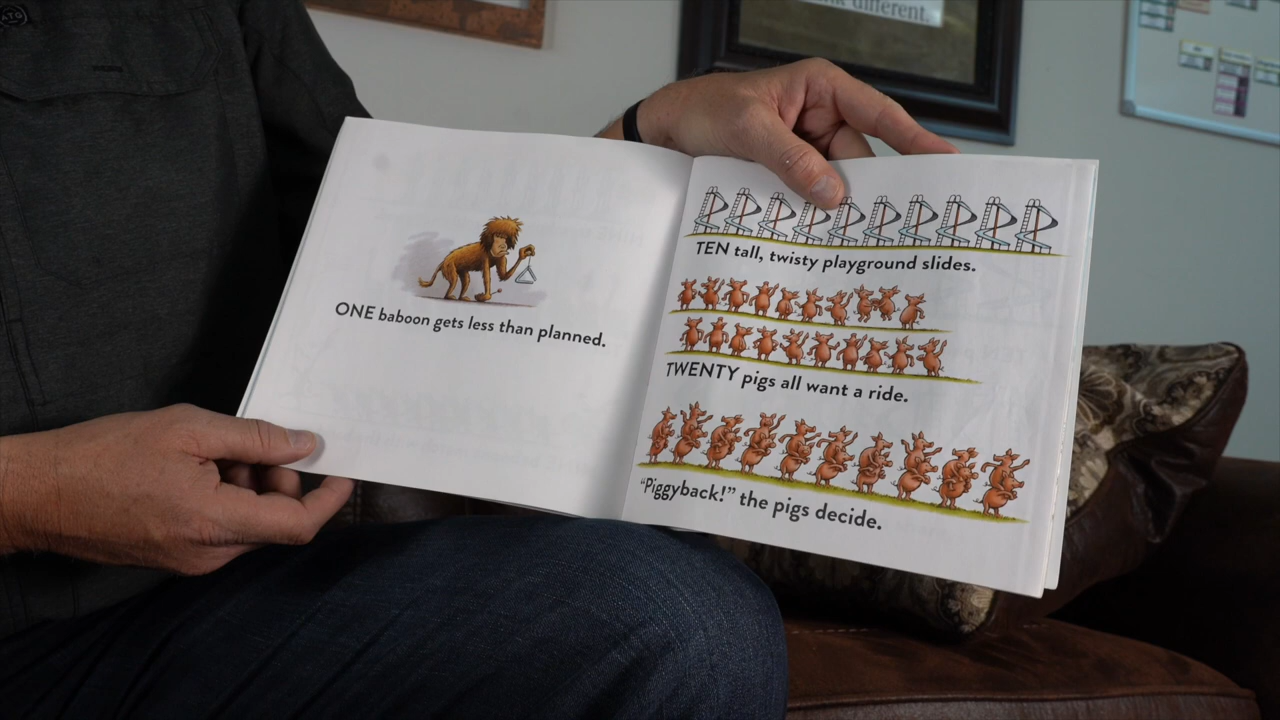 different.
ONE baboon gets less than planned.
TEN tall, twisty playground slides.
TWENTY pigs all want a ride.
"Piggyback!" the pigs decide.